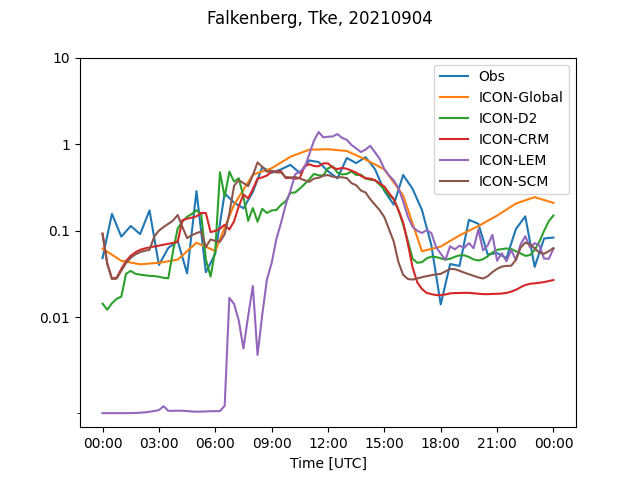 Falkenberg, Tke, 20210904
10
1
0.1
0.01
Obs
ICON-Global
ICON-D2
ICON-CRM
ICON-LEM
ICON-SCM
00:00 03:00 06:00 09:00 12:00 15:00 18:00 21:00 00:00
Time [UTC]